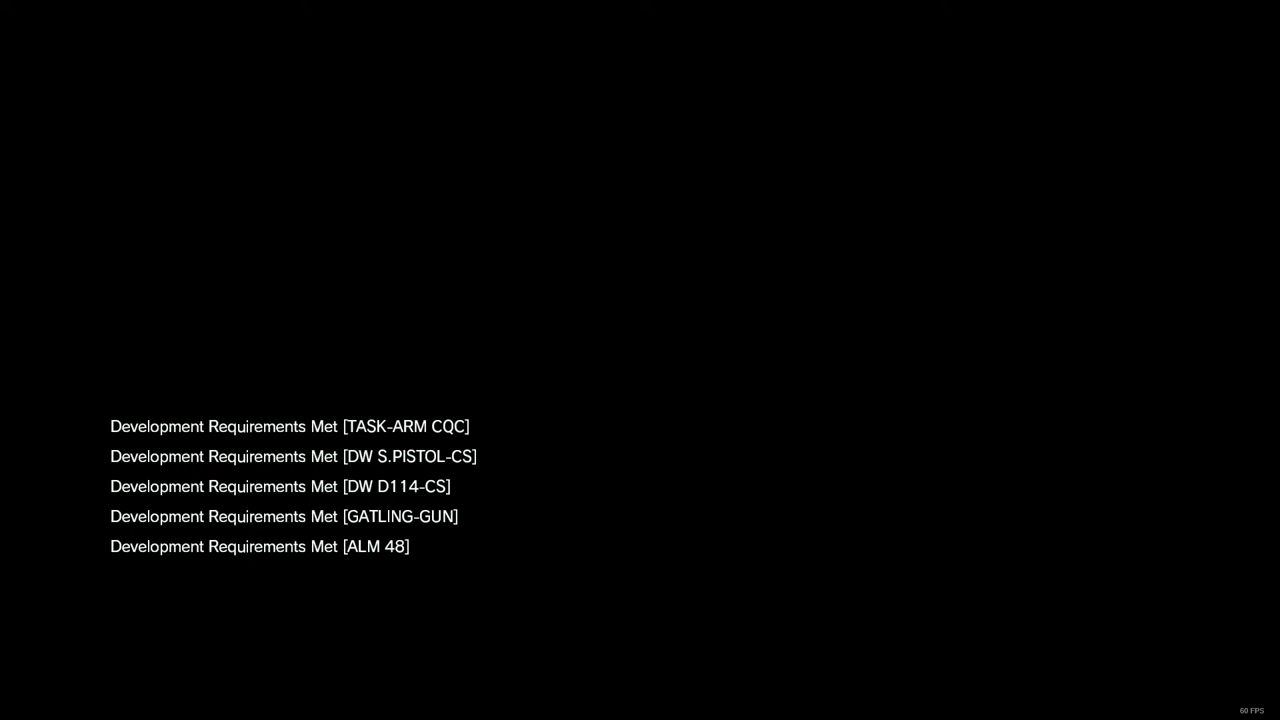 Development Requirements Met [TASK-ARM CQC]
Development Requirements Met [DW S.PISTOL-CS]
Development Requirements Met [DW D114-CS]
Development Requirements Met [GATLING-GUN]
Development Requirements Met [ALM 48]
60 FPS